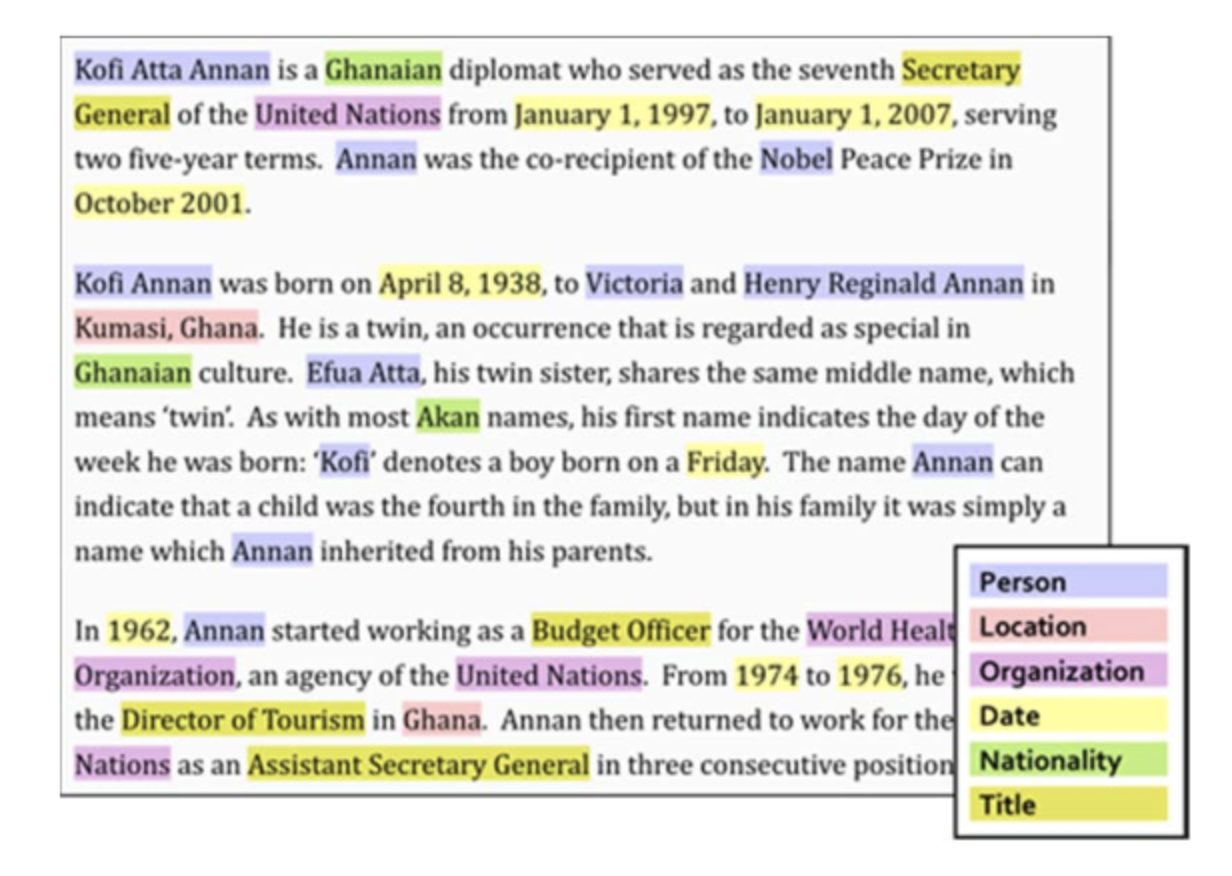 Kofi Atta Annan is a Ghanaian diplomat who served as the seventh Secretary
General of the United Nations from January 1, 1997, to January 1, 2007, serving
two five-year terms. Annan was the co-recipient of the Nobel Peace Prize in
October 2001.
Kofi Annan was born on April 8, 1938, to Victoria and Henry Reginald Annan in
Kumasi, Ghana. He is a twin, an occurrence that is regarded as special in
Ghanaian culture. Efua Atta, his twin sister, shares the same middle name, which
means ‘twin’. As with most Akan names, his first name indicates the day of the
week he was born: ‘Kofi’ denotes a boy born on a Friday. The name Annan can
indicate that a child was the fourth in the family, but in his family it was simply a
name which Annan inherited from his parents.
In 1962, Annan started working as a Budget Officer for the World Healt
Organization, an agency of the United Nations. From 1974 to 1976, he
the Director of Tourism in Ghana. Annan then returned to work for the
Nations as an Assistant Secretary General in three consecutive position
Person
Location
Organization
Date
Nationality
Title